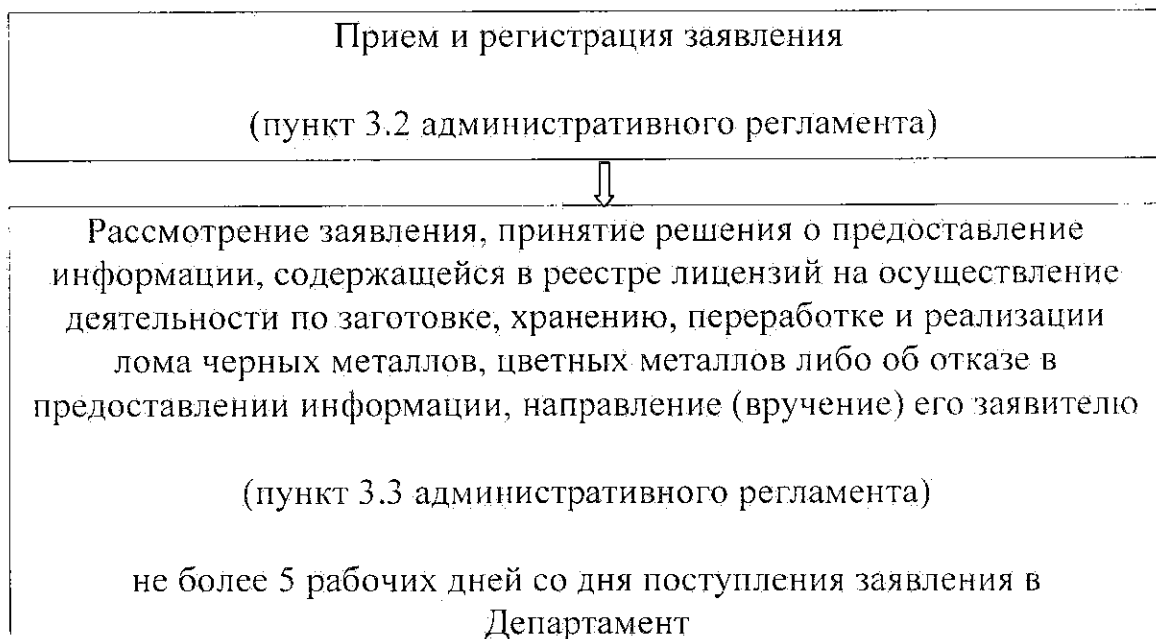 Прием и регистрация заявления
(пункт 3.2 административного регламента)
Рассмотрение заявления, принятие решения о предоставление
информации, содержащейся в реестре лицензий на осуществление
деятельности по заготовке, хранению, переработке и реализации
лома черных металлов, цветных металлов либо об отказе в
предоставлении информации, направление (вручение) его заявителю
(пункт 3.3 административного регламента)
не более 5 рабочих дней со дня поступления заявления в
Департамент